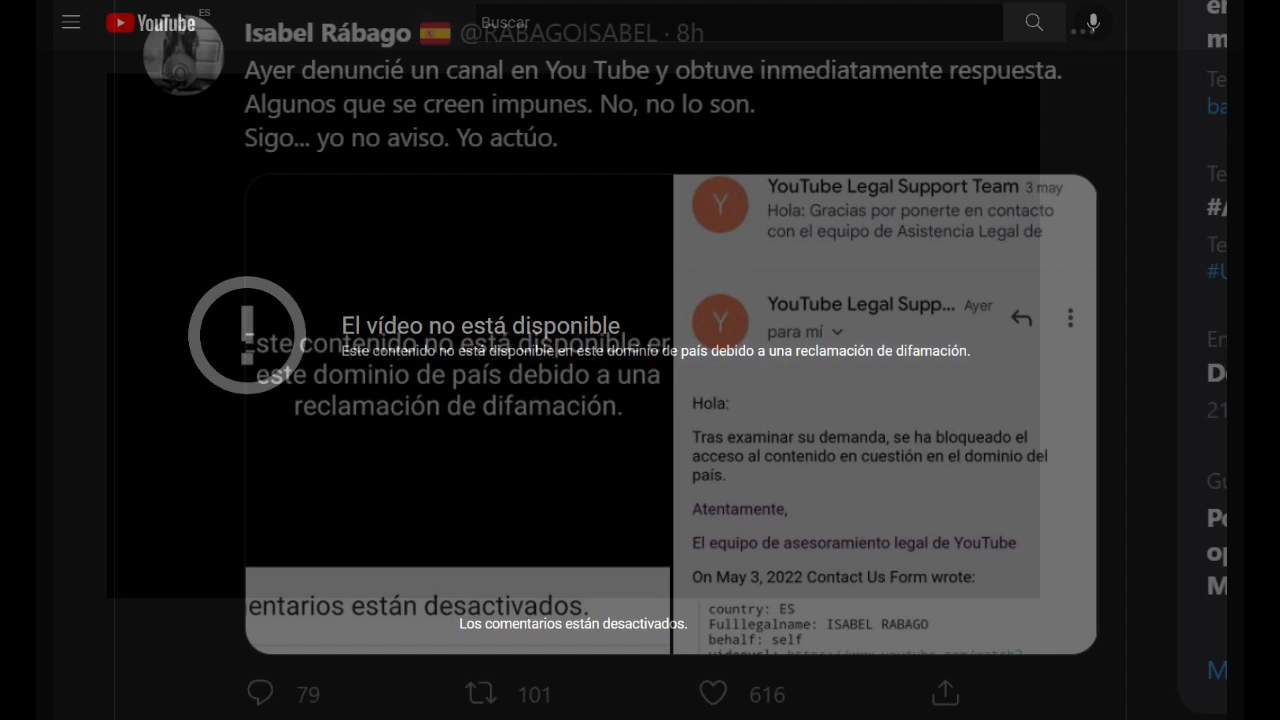 YouTube ES
Buscar
Isabel Rábago @RABAGOISABEL · 8h
Ayer denuncié un canal en You Tube y obtuve inmediatamente respuesta.
Algunos que se creen impunes. No, no lo son.
Sigo... yo no aviso. Yo actúo.
YouTube Legal Support Team 3 may
Hola: Gracias por ponerte en contacto
con el equipo de Asistencia Legal de
El vídeo no está disponible
Este contenido no está disponible en este dominio de país debido a una reclamación de difamación.
Este contenido no está disponible en
este dominio de país debido a una
reclamación de difamación.
YouTube Legal Supp... Ayer
para mí
Hola:
Tras examinar su demanda, se ha bloqueado el
acceso al contenido en cuestión en el dominio del
país.
Atentamente,
El equipo de asesoramiento legal de YouTube
On May 3, 2022 Contact Us Form wrote:
country: ES
Fulllegalname: ISABEL RABAGO
behalf: self
entarios están desactivados.
Los comentarios están desactivados.
79 101 616